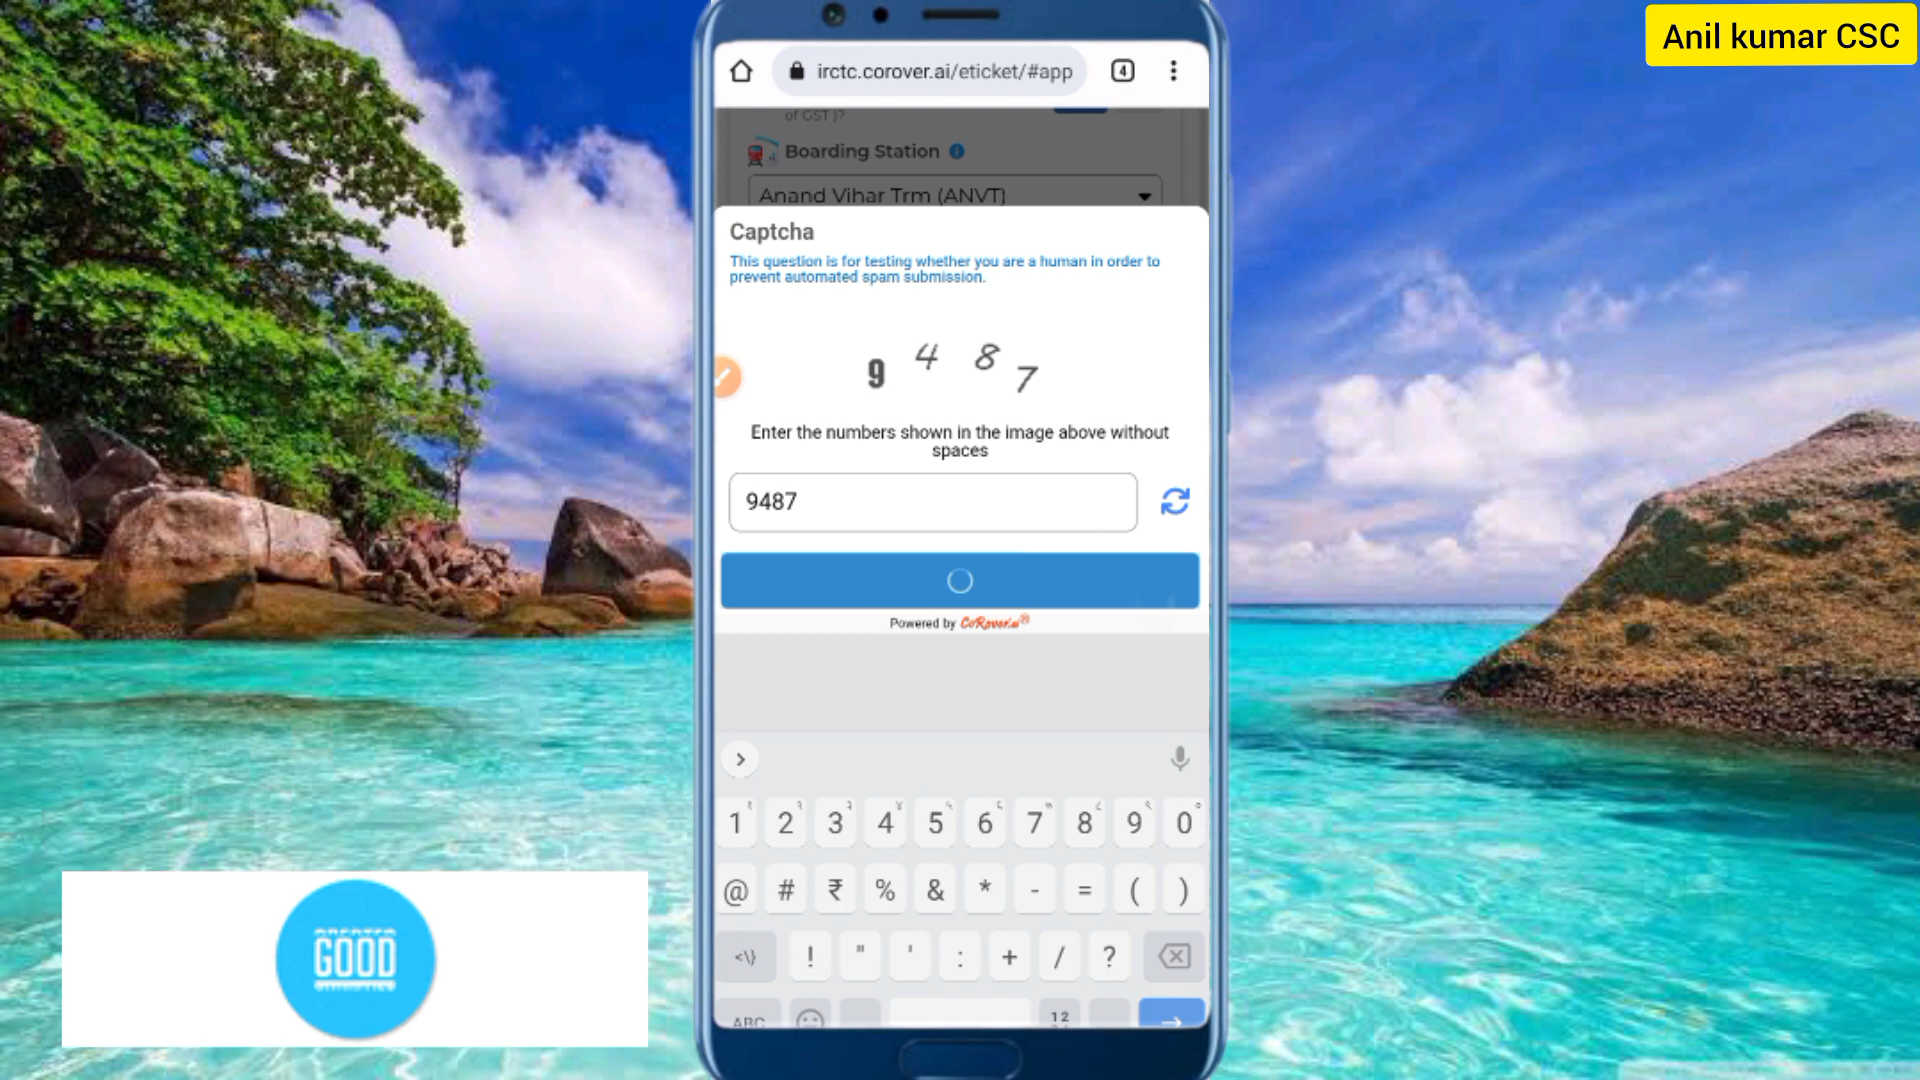 Anil kumar CSC
irctc.corover.ai/eticket/#app
4
of GST )?
Boarding Station
Anand Vihar Trm (ANVT)
Captcha
This question is for testing whether you are a human in order to
prevent automated spam submission.
9 4 8 7
Enter the numbers shown in the image above without
spaces
9487
Powered by CoRover.ai®
1 2 3 4 5 6 7 8 9 0
@ # ₹ % & * - = ( )
<\} ! " ' : + / ?
ABC 12
GREATER
GOOD